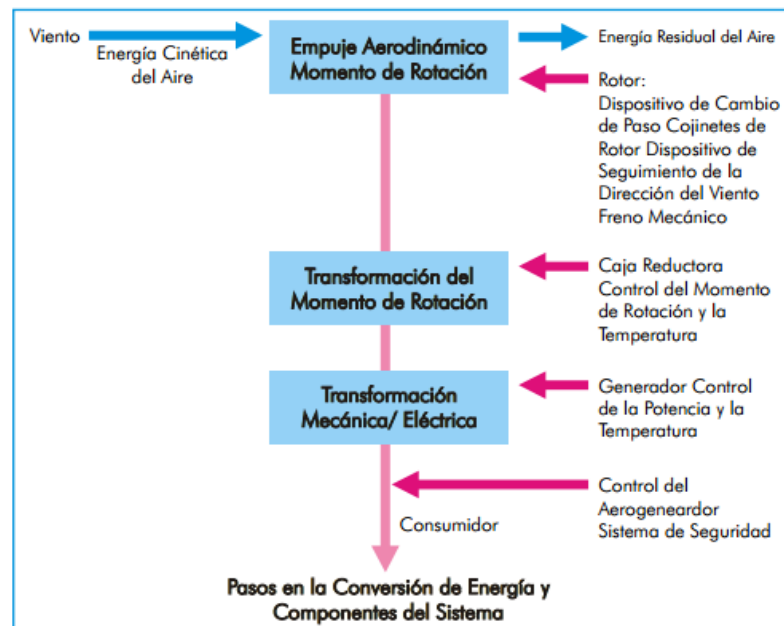 Viento
Energía Cinética
del Aire
Empuje Aerodinámico
Momento de Rotación
Energía Residual del Aire
Rotor:
Dispositivo de Cambio
de Paso Cojinetes de
Rotor Dispositivo de
Seguimiento de la
Dirección del Viento
Freno Mecánico
Transformación del
Momento de Rotación
Caja Reductora
Control del Momento
de Rotación y la
Temperatura
Transformación
Mecánica/ Eléctrica
Generador Control
de la Potencia y la
Temperatura
Control del
Aerogeneardor
Sistema de Seguridad
Consumidor
Pasos en la Conversión de Energía y
Componentes del Sistema